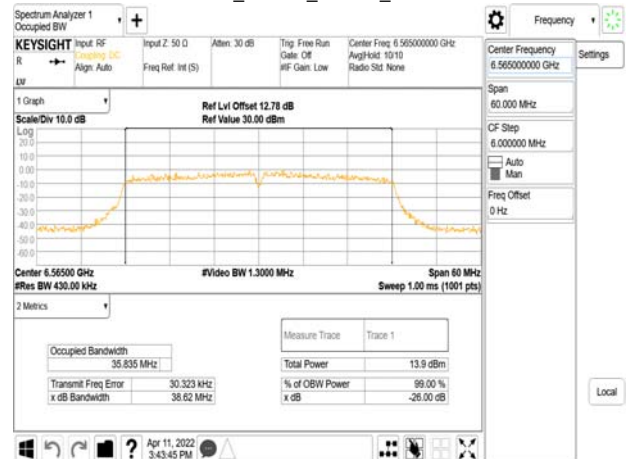 Spectrum Analyzer 1
Occupied BW
Frequency
KEYSIGHT
R
LVI
Input: RF
Coupling: DC
Align: Auto
Input Z: 50 Ω
Freq Ref: Int (S)
Atten: 30 dB
Trig: Free Run
Gate: Off
#IF Gain: Low
Center Freq: 6.565000000 GHz
Avg|Hold: 10/10
Radio Std: None
Center Frequency
6.565000000 GHz
Settings
Span
60.000 MHz
CF Step
6.000000 MHz
Auto
Man
Freq Offset
0 Hz
1 Graph
Scale/Div 10.0 dB
Ref Lvl Offset 12.78 dB
Ref Value 30.00 dBm
Log
20.0
10.0
0.00
-10.0
-20.0
-30.0
-40.0
-50.0
-60.0
Center 6.56500 GHz
#Res BW 430.00 kHz
#Video BW 1.3000 MHz
Span 60 MHz
Sweep 1.00 ms (1001 pts)
2 Metrics
Measure Trace
Trace 1
Occupied Bandwidth
35.835 MHz
Total Power
13.9 dBm
Transmit Freq Error
30.323 kHz
% of OBW Power
99.00 %
x dB Bandwidth
38.62 MHz
x dB
-26.00 dB
Local
?
Apr 11, 2022
3:43:45 PM